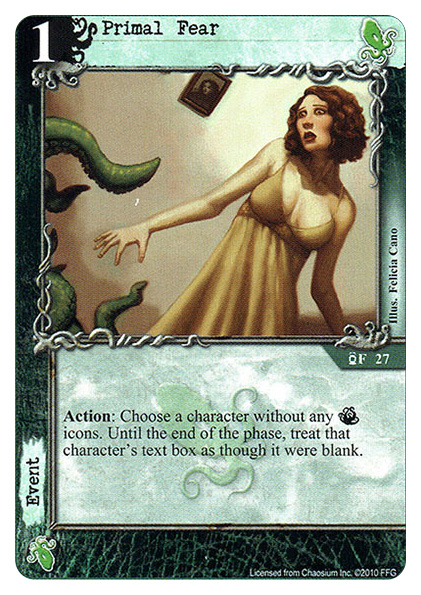 1 Primal Fear
Illus. Felicia Cano
F 27
Action: Choose a character without any
icons. Until the end of the phase, treat that
character's text box as though it were blank.
Event
Licensed from Chaosium Inc. ©2010 FFG